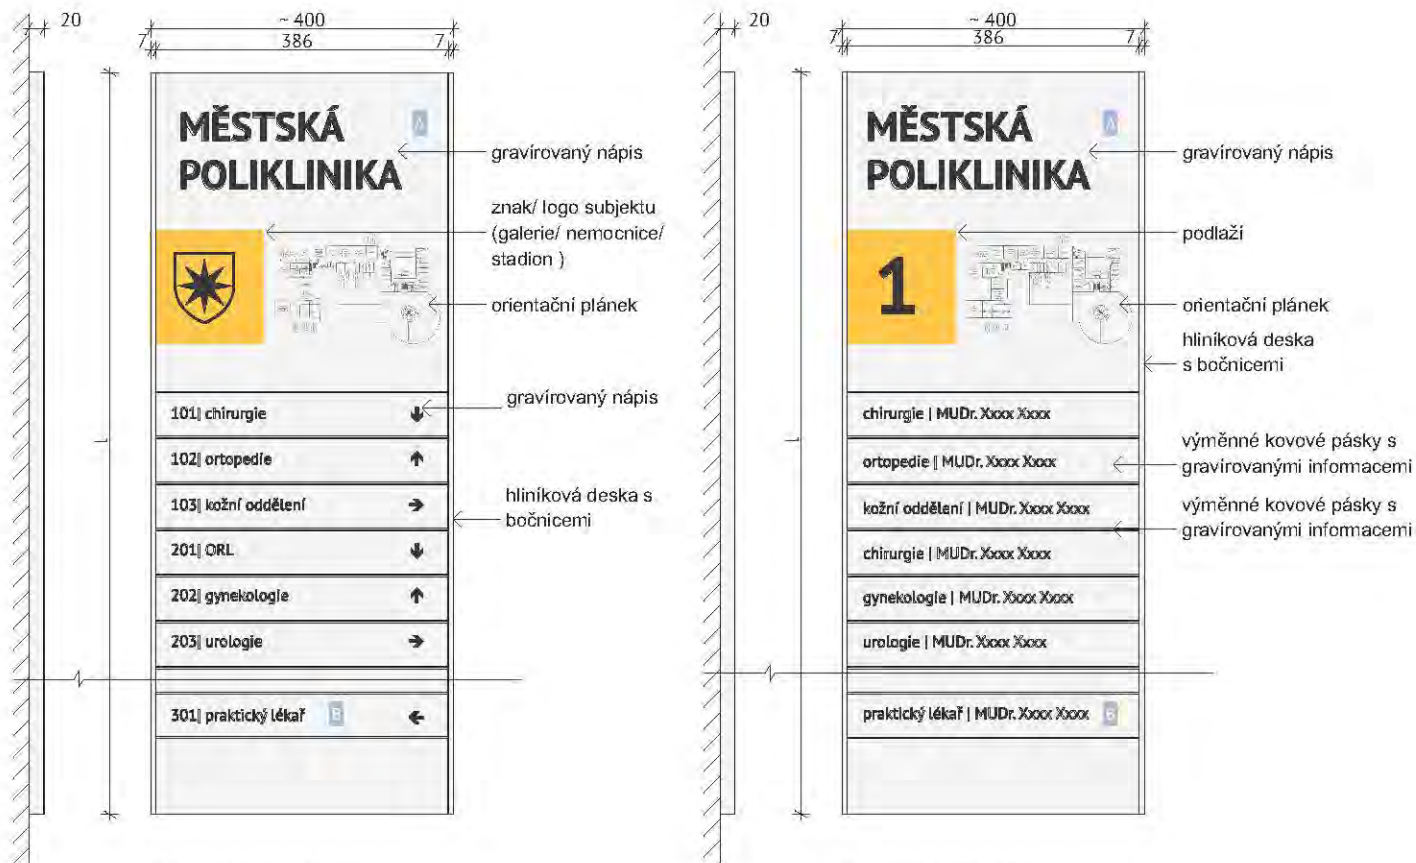 20
~ 400
7
386
7
MĚSTSKÁ
POLIKLINIKA
A
gravírovaný nápis
znak/ logo subjektu
(galerie/ nemocnice/
stadion )
orientační plánek
101| chirurgie
gravírovaný nápis
102| ortopedie
103| kožní oddělení
hliníková deska s
bočnicemi
201| ORL
202| gynekologie
203| urologie
301| praktický lékař
B
L
20
~ 400
7
386
7
MĚSTSKÁ
POLIKLINIKA
A
gravírovaný nápis
podlaží
1
orientační plánek
hliníková deska
s bočnicemi
chirurgie | MUDr. Xxxx Xxxx
ortopedie | MUDr. Xxxx Xxxx
výměnné kovové pásky s
gravírovanými informacemi
kožní oddělení | MUDr. Xxxx Xxxx
výměnné kovové pásky s
gravírovanými informacemi
chirurgie | MUDr. Xxxx Xxxx
gynekologie | MUDr. Xxxx Xxxx
urologie | MUDr. Xxxx Xxxx
praktický lékař | MUDr. Xxxx Xxxx
B
L